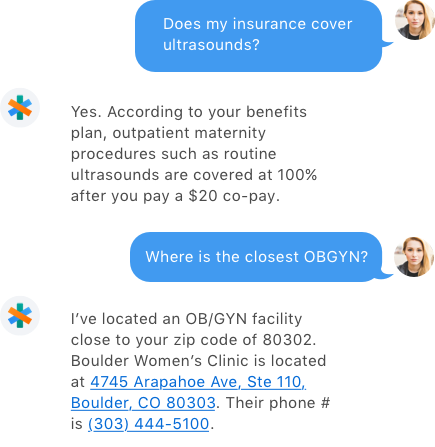 Does my insurance cover
ultrasounds?
Yes. According to your benefits
plan, outpatient maternity
procedures such as routine
ultrasounds are covered at 100%
after you pay a $20 co-pay.
Where is the closest OBGYN?
I’ve located an OB/GYN facility
close to your zip code of 80302.
Boulder Women’s Clinic is located
at 4745 Arapahoe Ave, Ste 110,
Boulder, CO 80303. Their phone #
is (303) 444-5100.